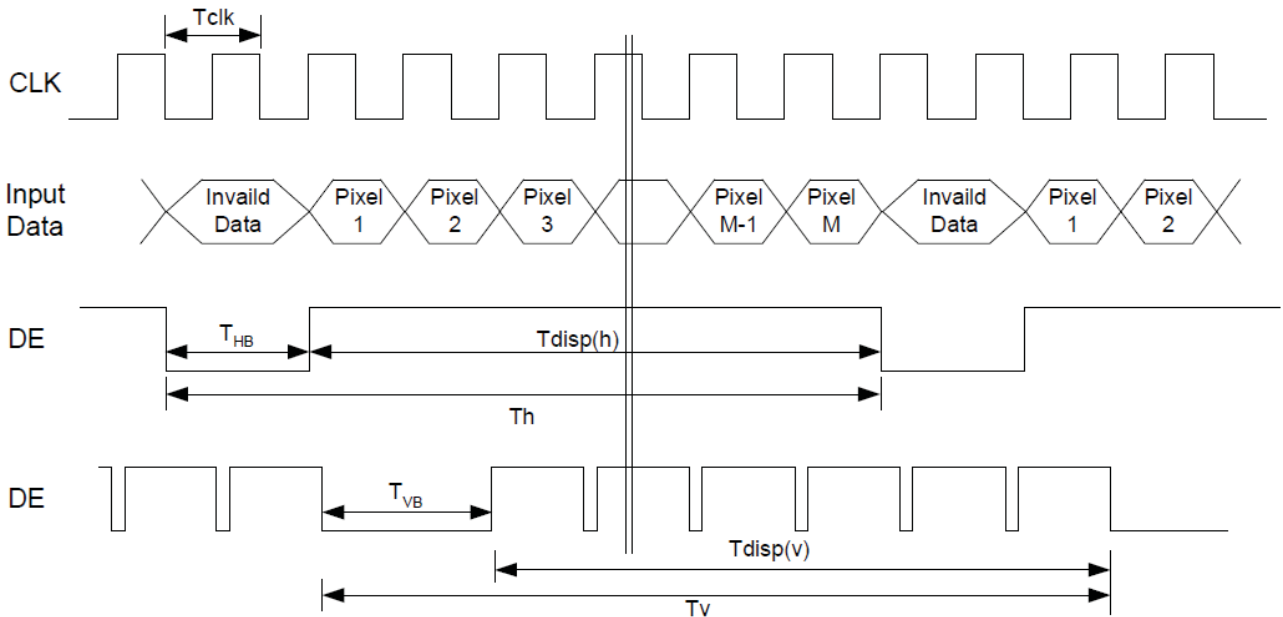 Tclk
CLK
Input
Data
Invaild
Data
Pixel
1
Pixel
2
Pixel
3
Pixel
M-1
Pixel
M
Invaild
Data
Pixel
1
Pixel
2
DE
THB
Tdisp(h)
Th
DE
TVB
Tdisp(v)
Tv